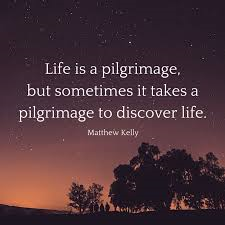 Life is a pilgrimage,
but sometimes it takes a
pilgrimage to discover life.
Matthew Kelly